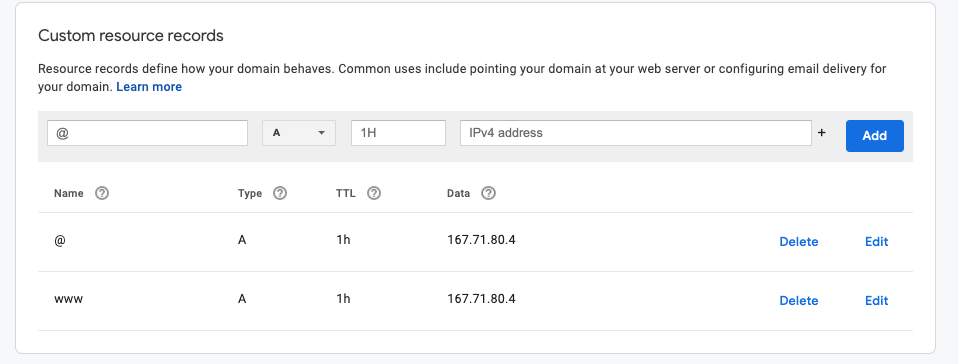 Custom resource records
Resource records define how your domain behaves. Common uses include pointing your domain at your web server or configuring email delivery for
your domain. Learn more
@ A 1H IPv4 address + Add
Name ? Type ? TTL ? Data ?
@ A 1h 167.71.80.4 Delete Edit
www A 1h 167.71.80.4 Delete Edit